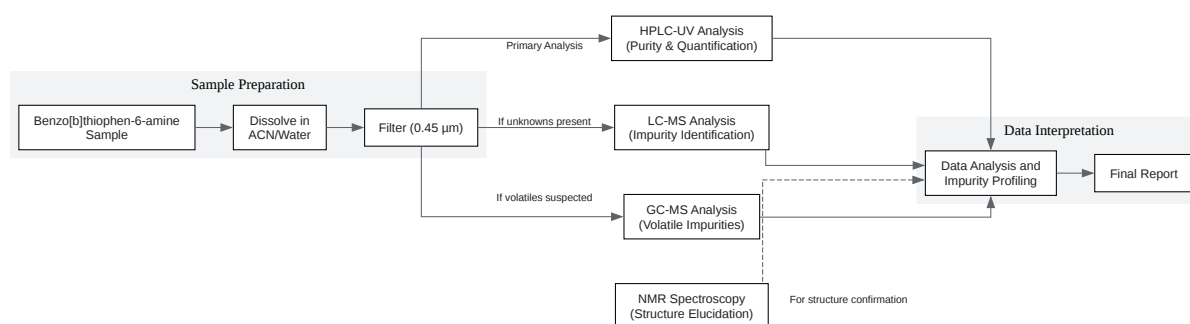 Sample Preparation
Benzo[b]thiophen-6-amine
Sample
Dissolve in
ACN/Water
Filter (0.45 µm)
Primary Analysis
If unknowns present
If volatiles suspected
HPLC-UV Analysis
(Purity & Quantification)
LC-MS Analysis
(Impurity Identification)
GC-MS Analysis
(Volatile Impurities)
NMR Spectroscopy
(Structure Elucidation)
For structure confirmation
Data Interpretation
Data Analysis and
Impurity Profiling
Final Report